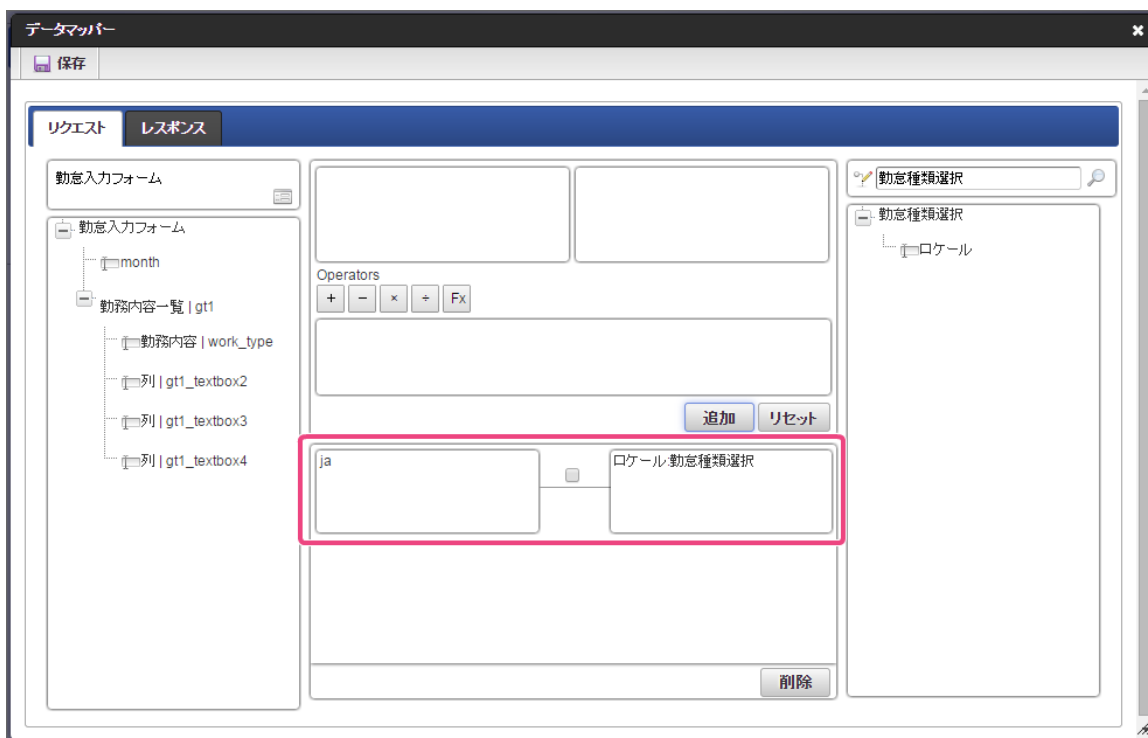 データマッパー
保存
リクエスト レスポンス
勤怠入力フォーム
勤怠入力フォーム
month
勤務内容一覧 | gt1
勤務内容 | work_type
列 | gt1_textbox2
列 | gt1_textbox3
列 | gt1_textbox4
Operators
+ − × ÷ Fx
追加 リセット
ja
ロケール:勤怠種類選択
削除
勤怠種類選択
勤怠種類選択
ロケール